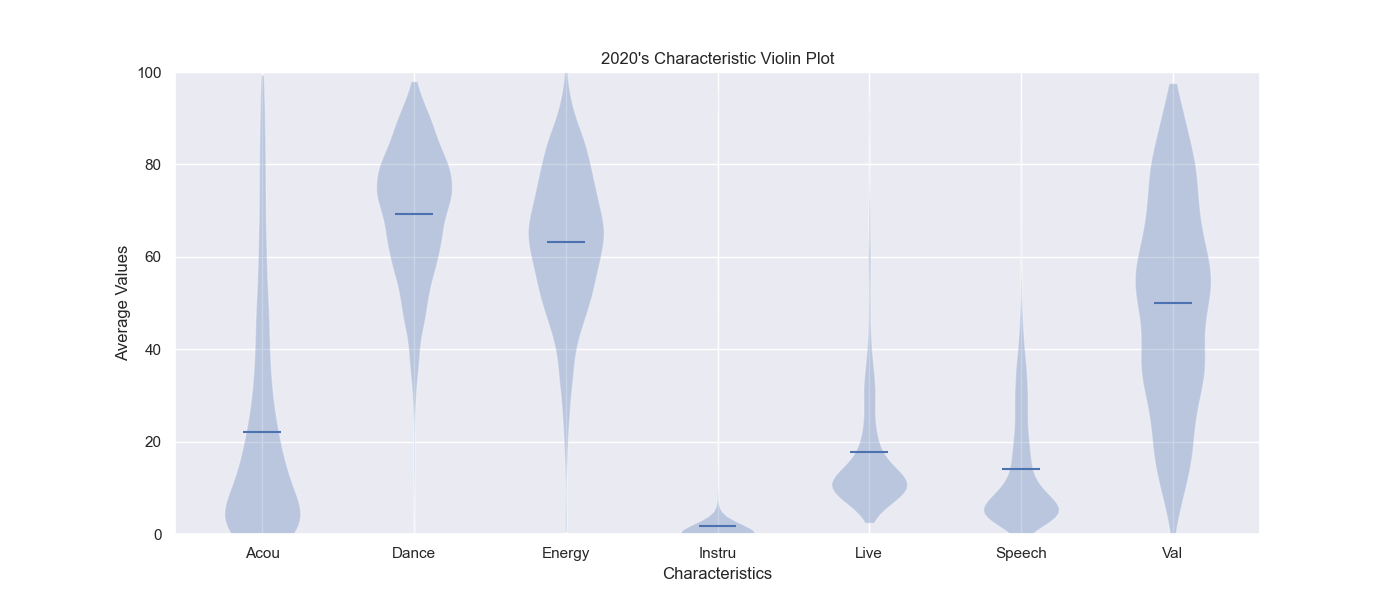 2020's Characteristic Violin Plot
100
80
60
40
20
0
Average Values
Acou Dance Energy Instru Live Speech Val
Characteristics